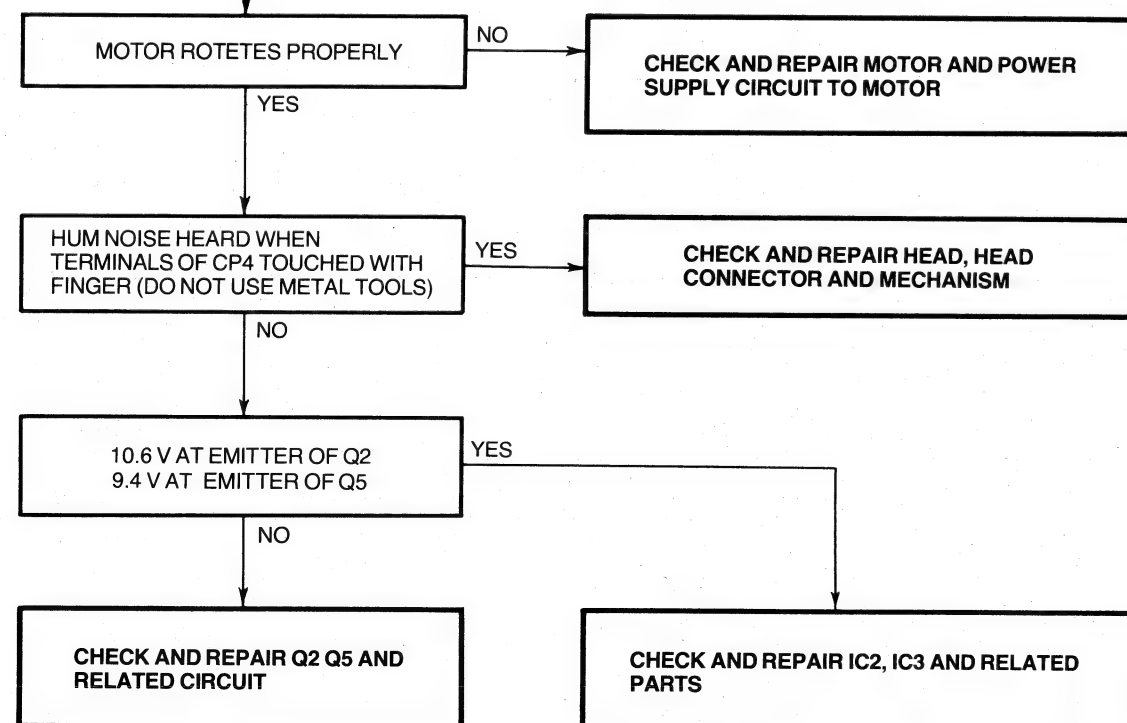 MOTOR ROTETES PROPERLY
NO
CHECK AND REPAIR MOTOR AND POWER
SUPPLY CIRCUIT TO MOTOR
YES
HUM NOISE HEARD WHEN
TERMINALS OF CP4 TOUCHED WITH
FINGER (DO NOT USE METAL TOOLS)
YES
CHECK AND REPAIR HEAD, HEAD
CONNECTOR AND MECHANISM
NO
10.6 V AT EMITTER OF Q2
9.4 V AT EMITTER OF Q5
YES
NO
CHECK AND REPAIR Q2 Q5 AND
RELATED CIRCUIT
CHECK AND REPAIR IC2, IC3 AND RELATED
PARTS